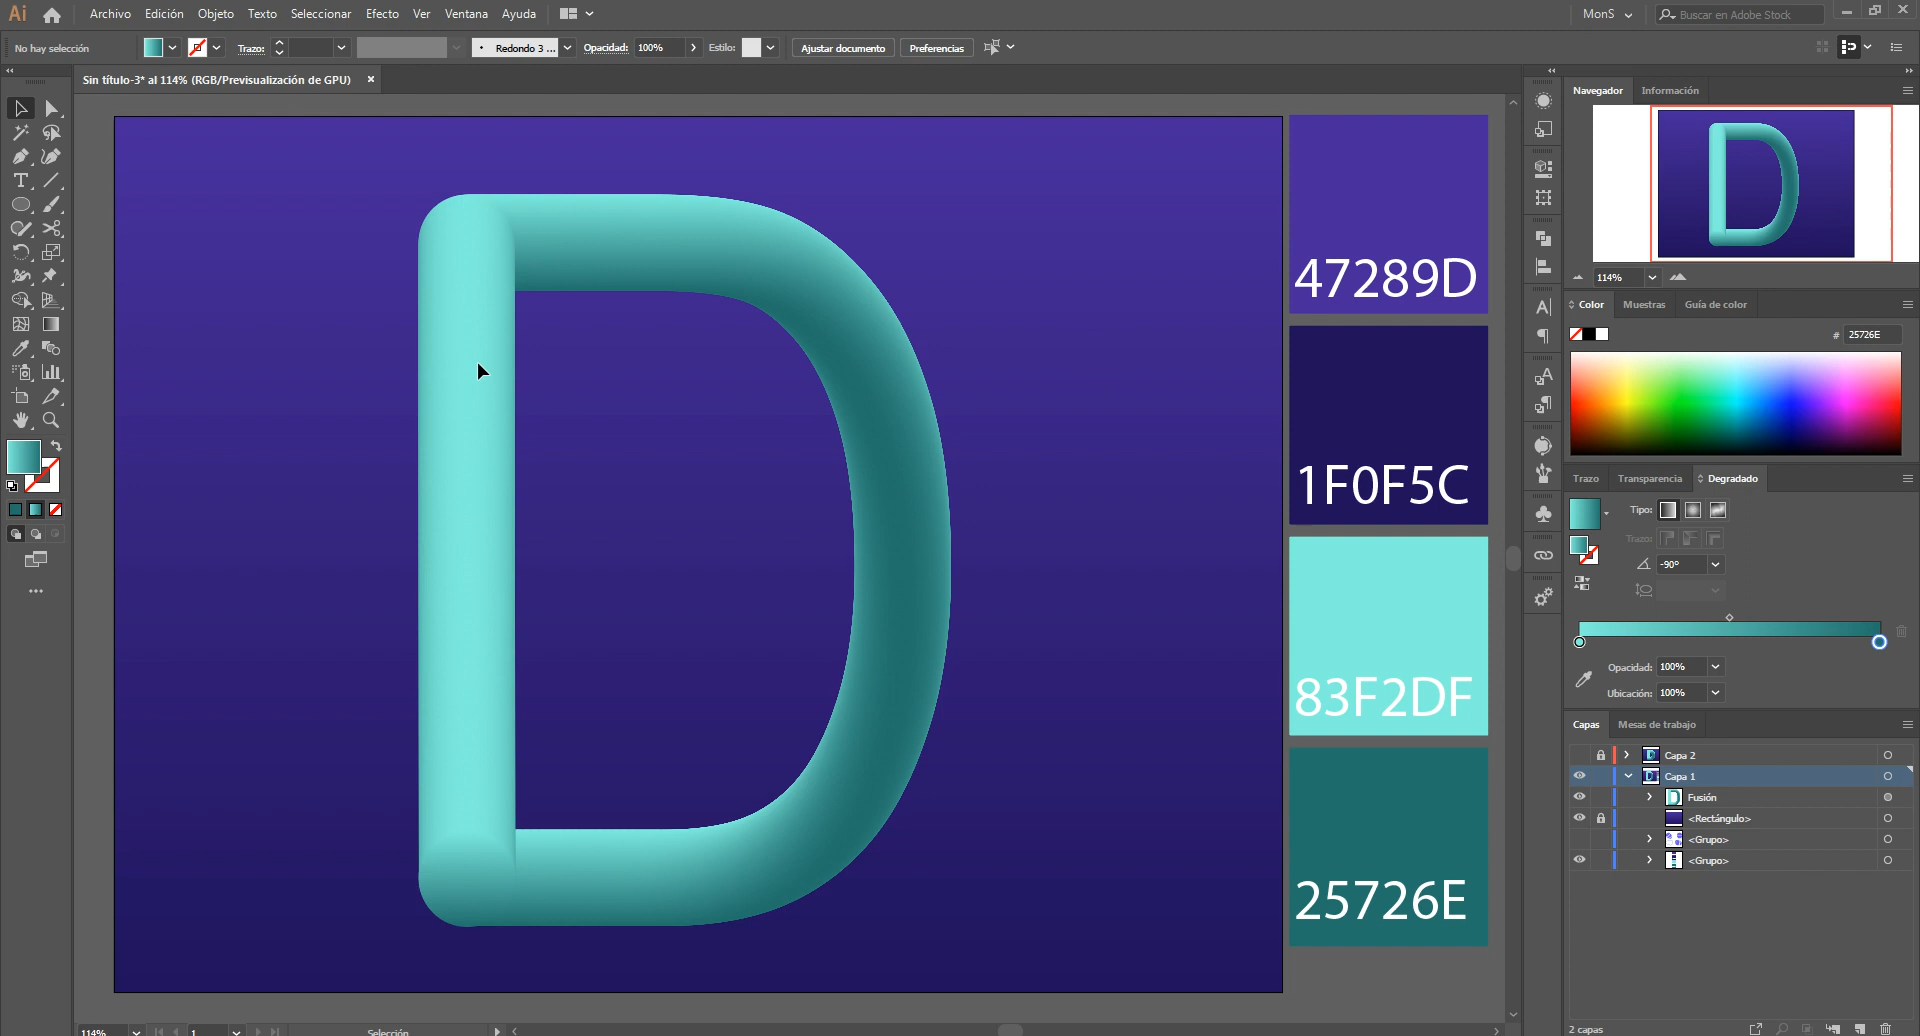 Ai Archivo Edición Objeto Texto Seleccionar Efecto Ver Ventana Ayuda MonS Buscar en Adobe Stock
No hay selección Trazo: Redondo 3 ... Opacidad: 100% Estilo: Ajustar documento Preferencias
Sin título-3* al 114% (RGB/Previsualización de GPU) ×
Navegador Información
D
47289D
1F0F5C
83F2DF
25726E
114%
Color Muestras Guía de color
# 25726E
Trazo Transparencia Degradado
Tipo:
Trazo:
-90°
Opacidad: 100%
Ubicación: 100%
Capas Mesas de trabajo
Capa 2
Capa 1
Fusión
<Rectángulo>
<Grupo>
<Grupo>
2 capas
114% 1 Selección